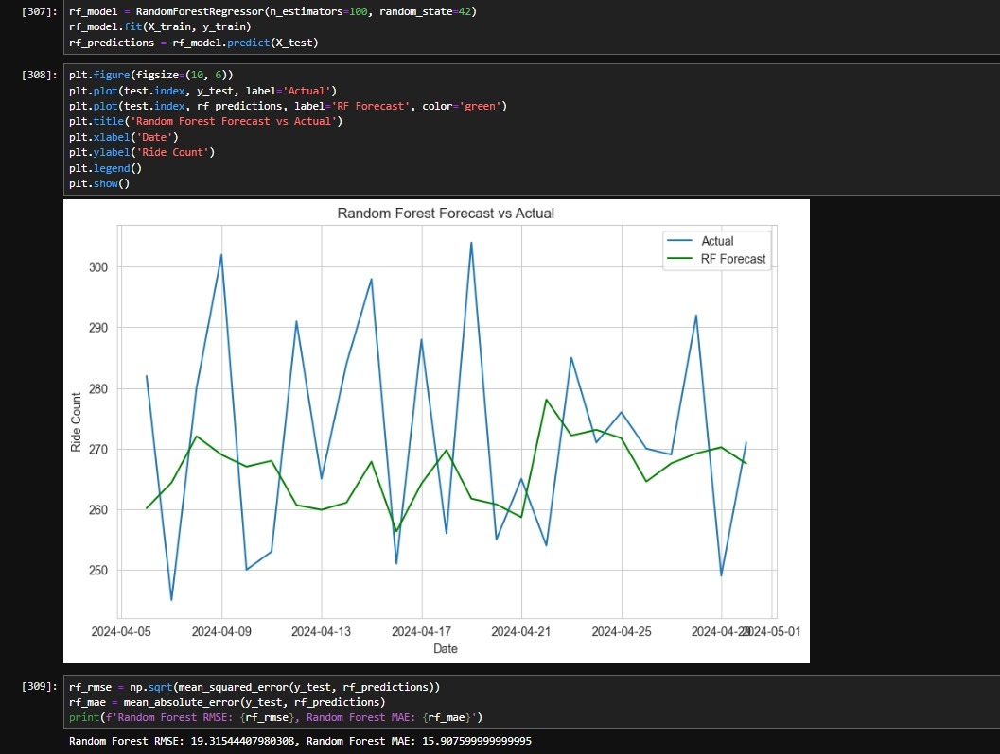 [307]: rf_model = RandomForestRegressor(n_estimators=100, random_state=42)
rf_model.fit(X_train, y_train)
rf_predictions = rf_model.predict(X_test)
[308]: plt.figure(figsize=(10, 6))
plt.plot(test.index, y_test, label='Actual')
plt.plot(test.index, rf_predictions, label='RF Forecast', color='green')
plt.title('Random Forest Forecast vs Actual')
plt.xlabel('Date')
plt.ylabel('Ride Count')
plt.legend()
plt.show()
Random Forest Forecast vs Actual
Actual
RF Forecast
300
290
280
270
260
250
Ride Count
2024-04-05 2024-04-09 2024-04-13 2024-04-17 2024-04-21 2024-04-25 2024-04-29 2024-05-01
Date
[309]: rf_rmse = np.sqrt(mean_squared_error(y_test, rf_predictions))
rf_mae = mean_absolute_error(y_test, rf_predictions)
print(f'Random Forest RMSE: {rf_rmse}, Random Forest MAE: {rf_mae}')
Random Forest RMSE: 19.31544407980308, Random Forest MAE: 15.907599999999995